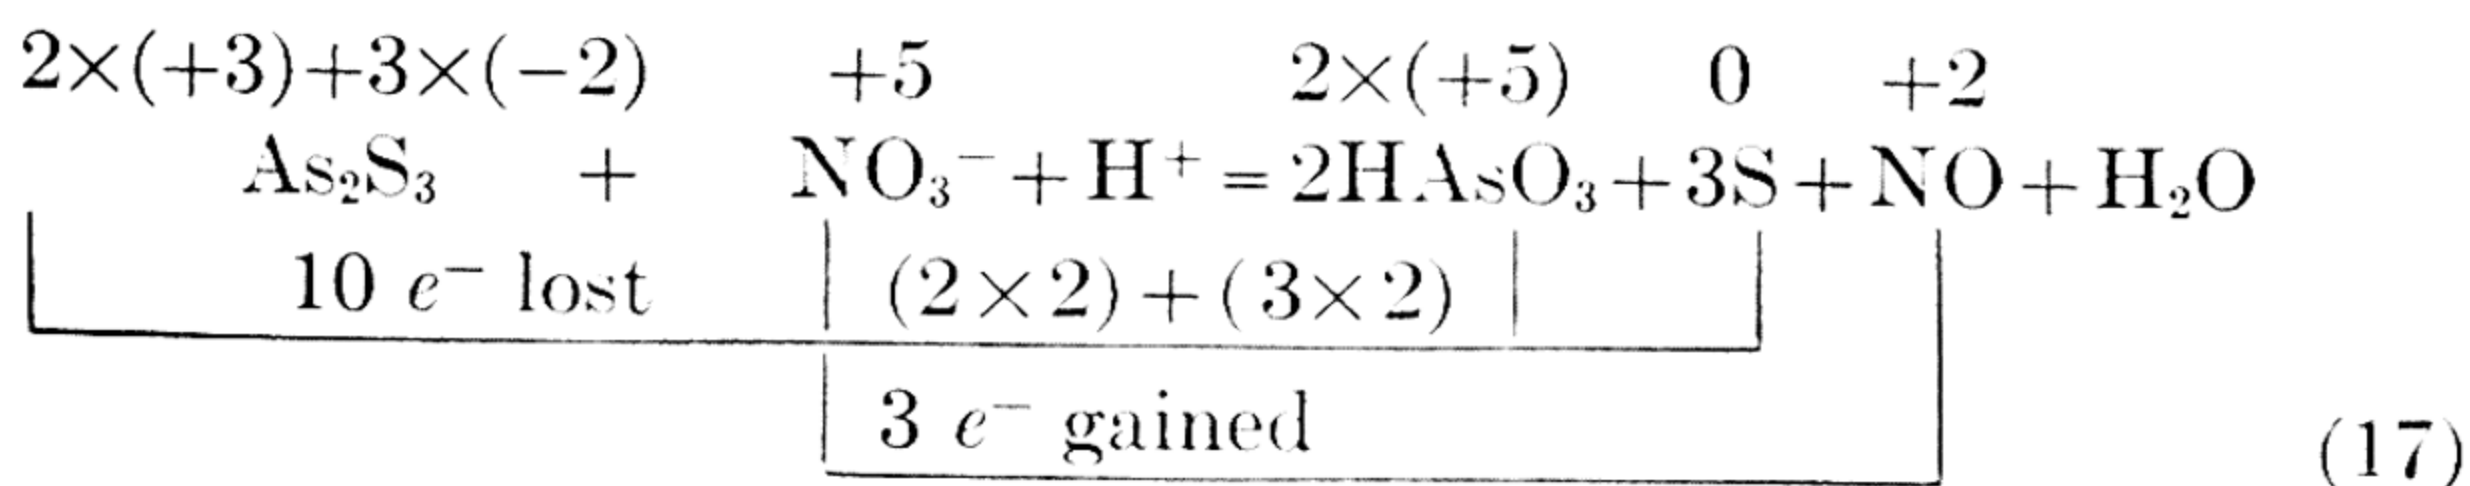 2×(+3)+3×(−2) +5 2×(+5) 0 +2
As₂S₃ + NO₃⁻ + H⁺ = 2HAsO₃ + 3S + NO + H₂O
10 e⁻ lost (2×2)+(3×2)
3 e⁻ gained
(17)